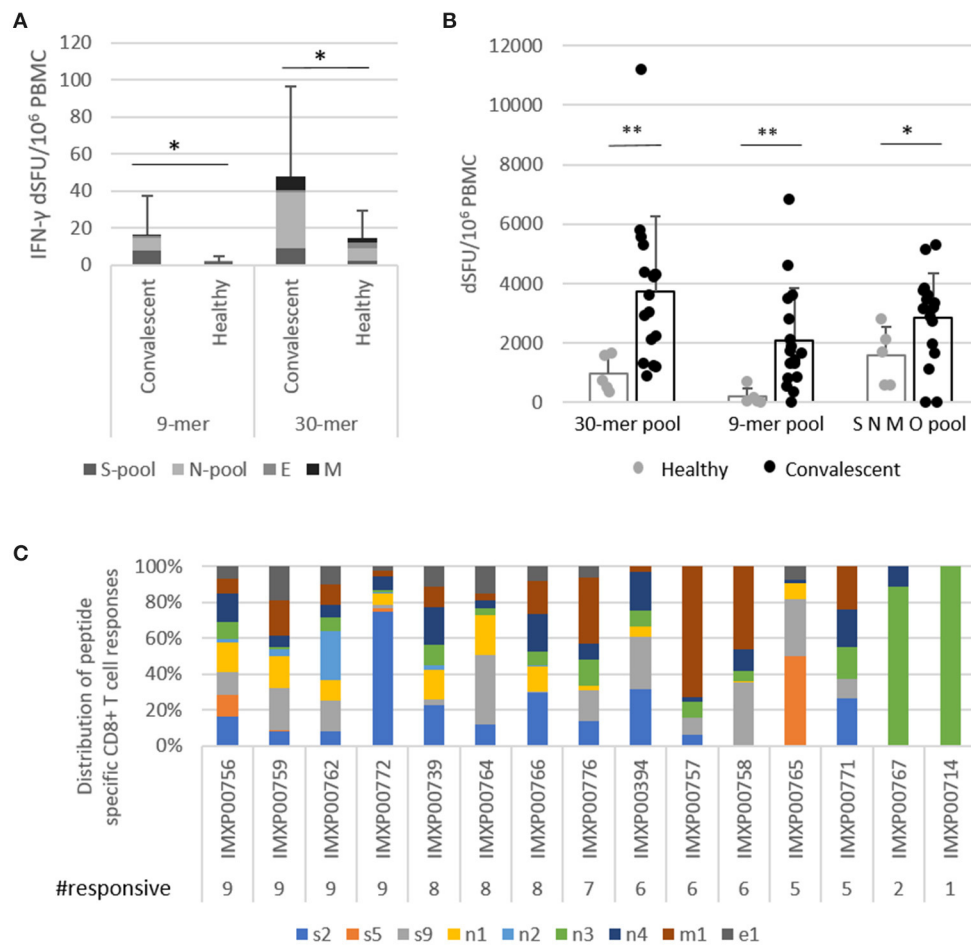 A
IFN-γ dSFU/10⁶ PBMC
120
100
80
60
40
20
0
*
*
Convalescent
Healthy
Convalescent
Healthy
9-mer
30-mer
S-pool N-pool E M
B
dSFU/10⁶ PBMC
12000
10000
8000
6000
4000
2000
0
**
**
*
30-mer pool 9-mer pool S N M O pool
Healthy Convalescent
C
Distribution of peptide
specific CD8+ T cell responses
100%
80%
60%
40%
20%
0%
IMXP00756
IMXP00759
IMXP00762
IMXP00772
IMXP00739
IMXP00764
IMXP00766
IMXP00776
IMXP00394
IMXP00757
IMXP00758
IMXP00765
IMXP00771
IMXP00767
IMXP00714
#responsive 9 9 9 9 8 8 8 7 6 6 6 5 5 2 1
s2 s5 s9 n1 n2 n3 n4 m1 e1